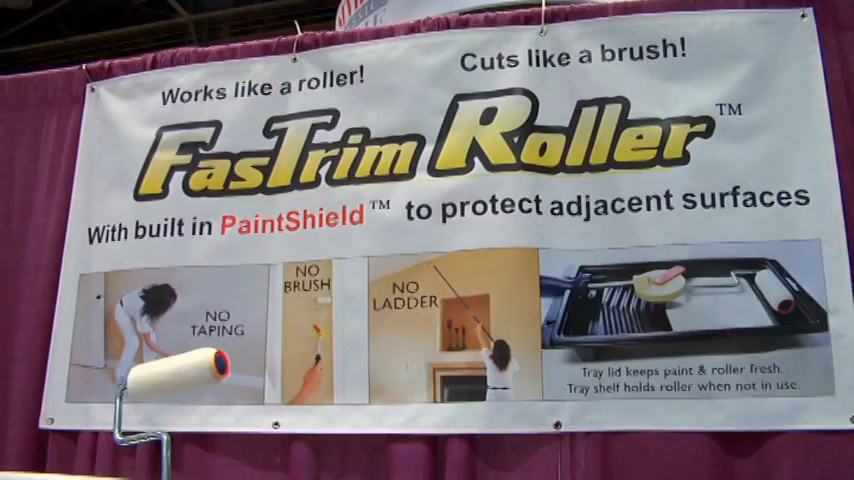 Works like a roller!
Cuts like a brush!
FasTrim Roller™
With built in PaintShield™ to protect adjacent surfaces
NO
TAPING
NO
BRUSH
NO
LADDER
Tray lid keeps paint & roller fresh.
Tray shelf holds roller when not in use.